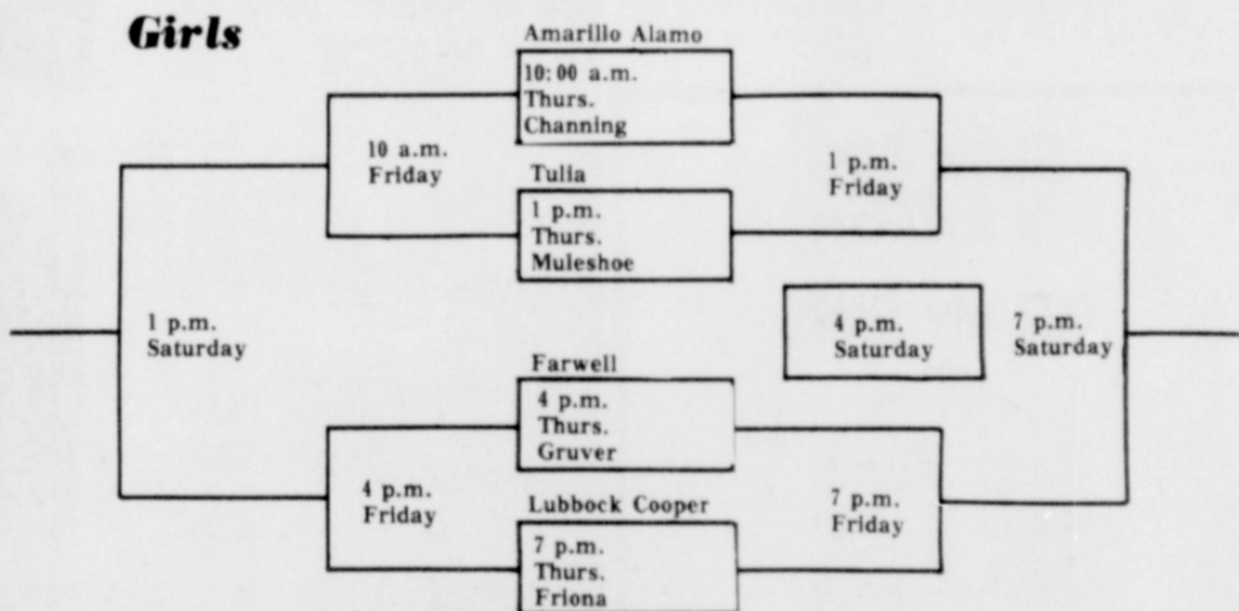 Girls
Amarillo Alamo
10:00 a.m.
Thurs.
Channing
10 a.m.
Friday
1 p.m.
Friday
Tulia
1 p.m.
Thurs.
Muleshoe
1 p.m.
Saturday
4 p.m.
Saturday
7 p.m.
Saturday
Farwell
4 p.m.
Thurs.
Gruver
4 p.m.
Friday
7 p.m.
Friday
Lubbock Cooper
7 p.m.
Thurs.
Friona